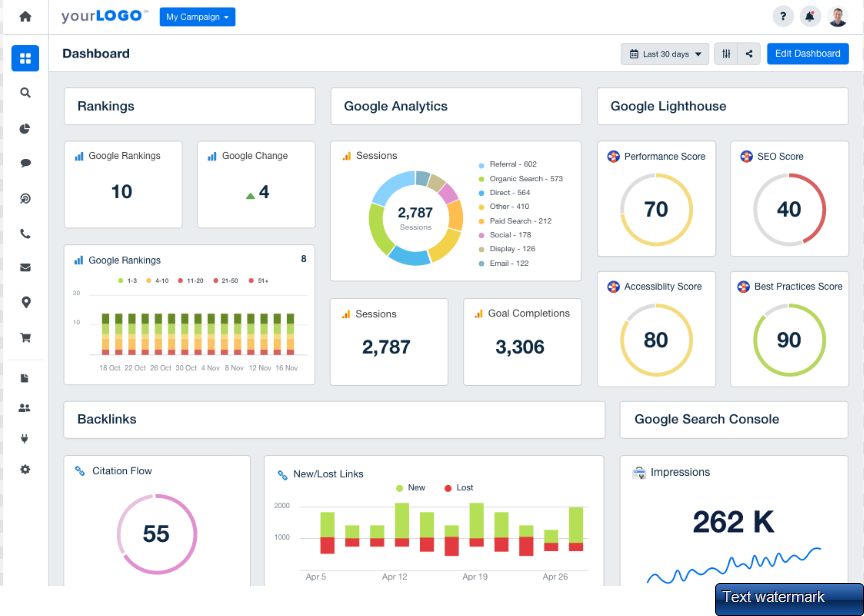 yourLOGO™
My Campaign
?
Dashboard
Last 30 days
Edit Dashboard
Rankings
Google Analytics
Google Lighthouse
Google Rankings
10
Google Change
4
Sessions
2,787
Sessions
Referral - 602
Organic Search - 573
Direct - 564
Other - 410
Paid Search - 212
Social - 178
Display - 126
Email - 122
Performance Score
70
SEO Score
40
Google Rankings
8
1-3 4-10 11-20 21-50 51+
20
10
18 Oct 22 Oct 26 Oct 30 Oct 4 Nov 8 Nov 12 Nov 16 Nov
Sessions
2,787
Goal Completions
3,306
Accessiblity Score
80
Best Practices Score
90
Backlinks
Google Search Console
Citation Flow
55
New/Lost Links
New Lost
2000
1000
Apr 5 Apr 12 Apr 19 Apr 26
Impressions
262 K
Text watermark